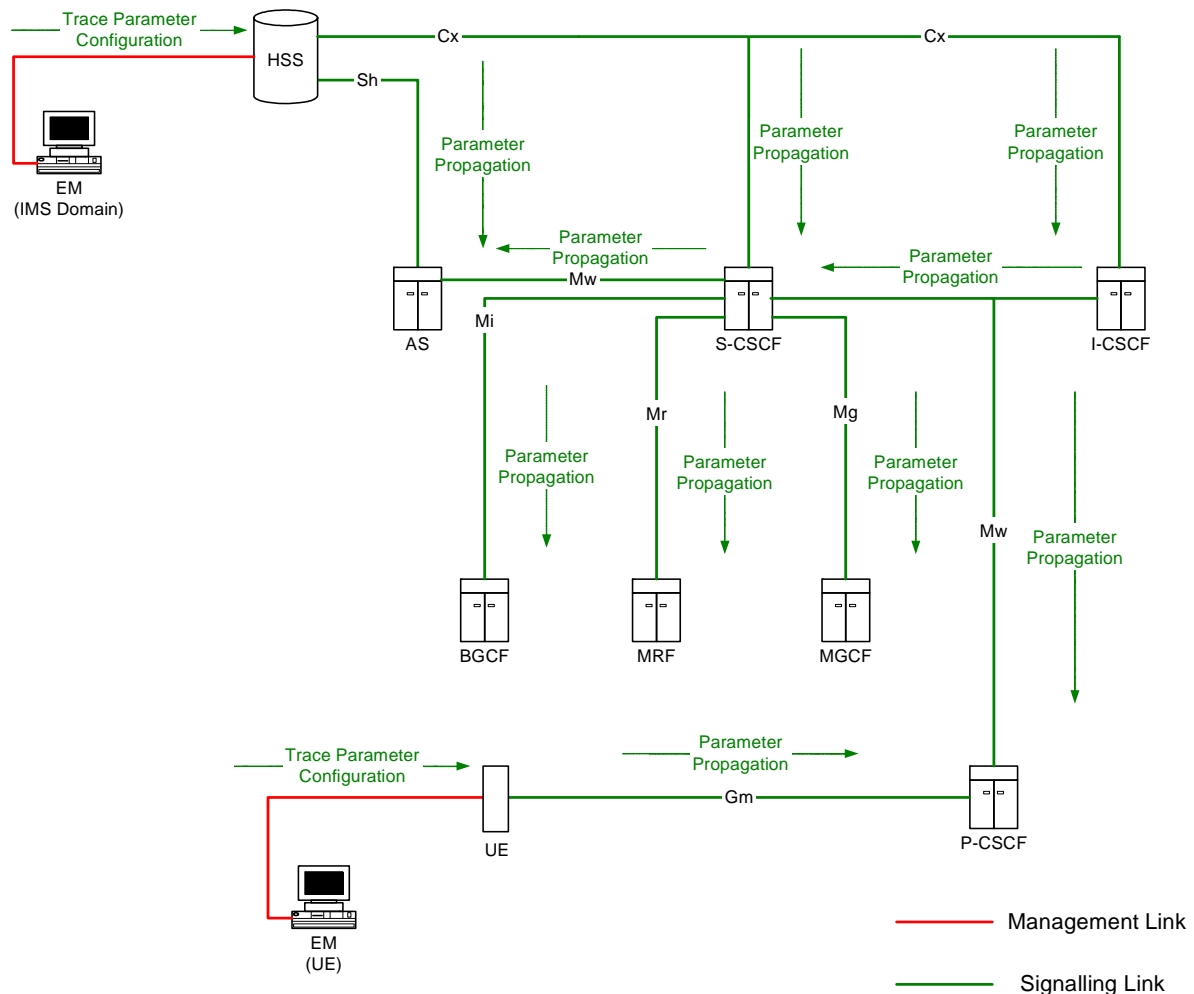 Trace Parameter
Configuration
HSS
Cx
Cx
Sh
Parameter
Propagation
Parameter
Propagation
Parameter
Propagation
EM
(IMS Domain)
Parameter
Propagation
Parameter
Propagation
Mw
Mi
AS
S-CSCF
I-CSCF
Mr
Mg
Parameter
Propagation
Parameter
Propagation
Parameter
Propagation
Mw
Parameter
Propagation
BGCF
MRF
MGCF
Trace Parameter
Configuration
Parameter
Propagation
Gm
UE
P-CSCF
EM
(UE)
Management Link
Signalling Link